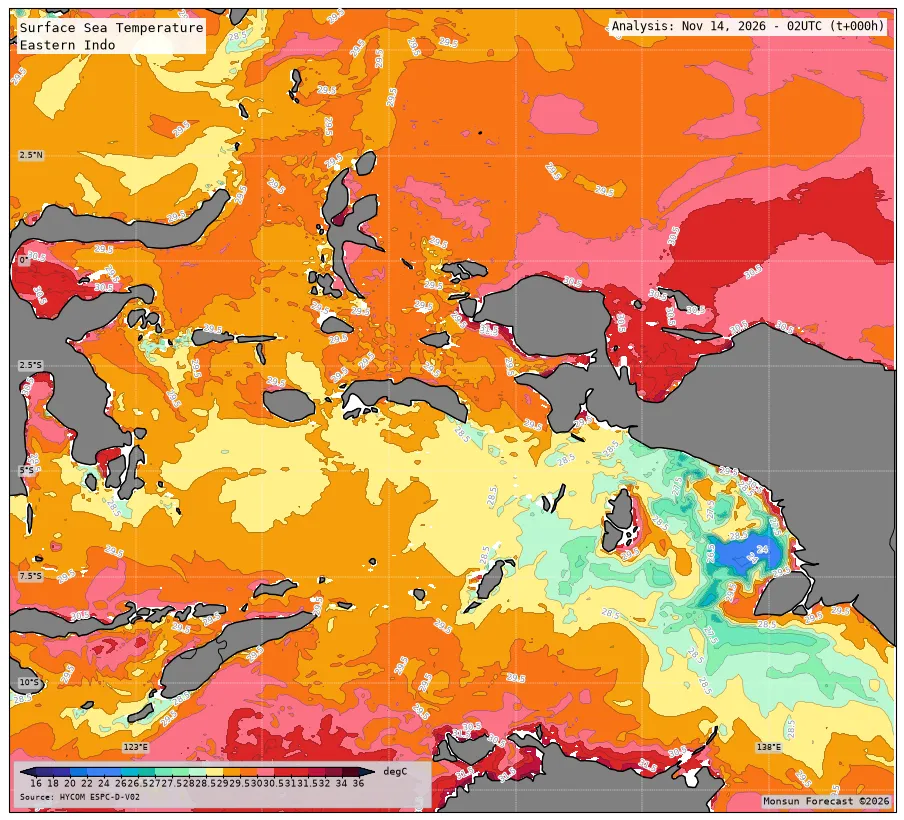 Surface Sea Temperature
Eastern Indo
Analysis: Nov 14, 2026 - 02UTC (t+000h)
2.5°N
0°
2.5°S
5°S
7.5°S
10°S
123°E
138°E
degC
16 18 20 22 24 26 26.5 27 27.5 28 28.5 29 29.5 30 30.5 31 31.5 32 34 36
Source: HYCOM ESPC-D-V02
Monsun Forecast ©2026